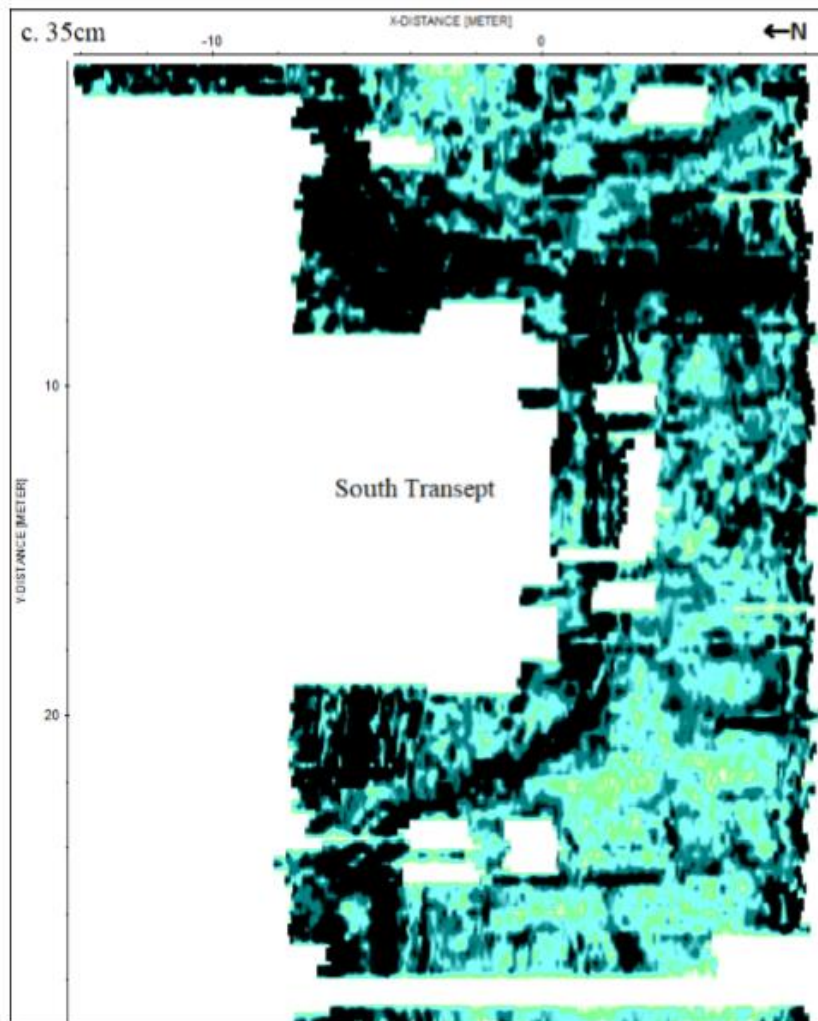 X-DISTANCE [METER]
c. 35cm
←N
-10
0
10
South Transept
Y-DISTANCE [METER]
20